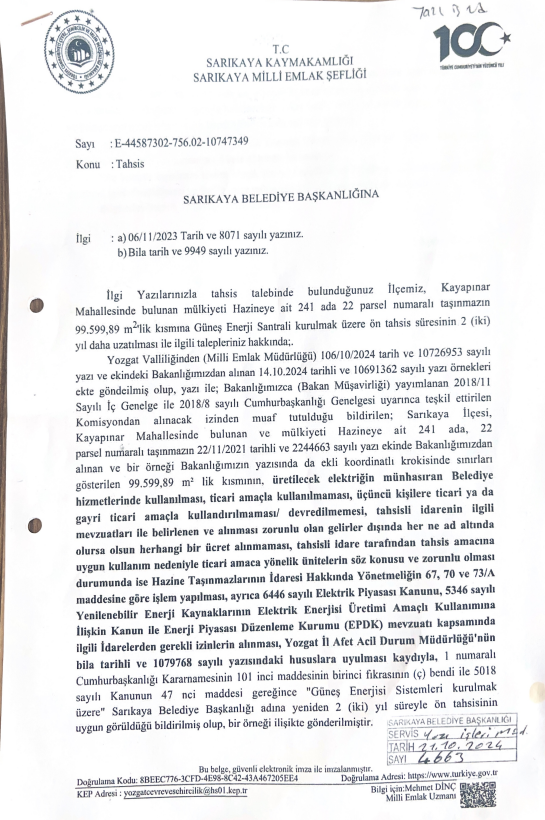 Yazı B 2d
T.C
SARIKAYA KAYMAKAMLIĞI
SARIKAYA MİLLİ EMLAK ŞEFLİĞİ
100
TÜRKİYE CUMHURİYETİ'NİN YÜZÜNCÜ YILI
Sayı : E-44587302-756.02-10747349
Konu : Tahsis
SARIKAYA BELEDİYE BAŞKANLIĞINA
İlgi : a) 06/11/2023 Tarih ve 8071 sayılı yazınız.
b) Bila tarih ve 9949 sayılı yazınız.
İlgi Yazılarınızla tahsis talebinde bulunduğunuz İlçemiz, Kayapınar
Mahallesinde bulunan mülkiyeti Hazineye ait 241 ada 22 parsel numaralı taşınmazın
99.599,89 m²'lik kısmına Güneş Enerji Santrali kurulmak üzere ön tahsis süresinin 2 (iki)
yıl daha uzatılması ile ilgili talepleriniz hakkında;.
Yozgat Valliliğinden (Milli Emlak Müdürlüğü) 106/10/2024 tarih ve 10726953 sayılı
yazı ve ekindeki Bakanlığımızdan alınan 14.10.2024 tarihli ve 10691362 sayılı yazı örnekleri
ekte göndeilmiş olup, yazı ile; Bakanlığımızca (Bakan Müşavirliği) yayımlanan 2018/11
Sayılı İç Genelge ile 2018/8 sayılı Cumhurbaşkanlığı Genelgesi uyarınca teşkil ettirilen
Komisyondan alınacak izinden muaf tutulduğu bildirilen; Sarıkaya İlçesi,
Kayapınar Mahallesinde bulunan ve mülkiyeti Hazineye ait 241 ada, 22
parsel numaralı taşınmazın 22/11/2021 tarihli ve 2244663 sayılı yazı ekinde Bakanlığımızdan
alınan ve bir örneği Bakanlığımızın yazısında da ekli koordinatlı krokisinde sınırları
gösterilen 99.599,89 m² lik kısmının, üretilecek elektriğin münhasıran Belediye
hizmetlerinde kullanılması, ticari amaçla kullanılmaması, üçüncü kişilere ticari ya da
gayri ticari amaçla kullandırılmaması/ devredilmemesi, tahsisli idarenin ilgili
mevzuatları ile belirlenen ve alınması zorunlu olan gelirler dışında her ne ad altında
olursa olsun herhangi bir ücret alınmaması, tahsisli idare tarafından tahsis amacına
uygun kullanım nedeniyle ticari amaca yönelik ünitelerin söz konusu ve zorunlu olması
durumunda ise Hazine Taşınmazlarının İdaresi Hakkında Yönetmeliğin 67, 70 ve 73/A
maddesine göre işlem yapılması, ayrıca 6446 sayılı Elektrik Piyasası Kanunu, 5346 sayılı
Yenilenebilir Enerji Kaynaklarının Elektrik Enerjisi Üretimi Amaçlı Kullanımına
İlişkin Kanun ile Enerji Piyasası Düzenleme Kurumu (EPDK) mevzuatı kapsamında
ilgili İdarelerden gerekli izinlerin alınması, Yozgat İl Afet Acil Durum Müdürlüğü'nün
bila tarihli ve 1079768 sayılı yazısındaki hususlara uyulması kaydıyla, 1 numaralı
Cumhurbaşkanlığı Kararnamesinin 101 inci maddesinin birinci fıkrasının (ç) bendi ile 5018
sayılı Kanunun 47 nci maddesi gereğince "Güneş Enerjisi Sistemleri kurulmak
üzere" Sarıkaya Belediye Başkanlığı adına yeniden 2 (iki) yıl süreyle ön tahsisinin
uygun görüldüğü bildirilmiş olup, bir örneği ilişikte gönderilmiştir.
SARIKAYA BELEDİYE BAŞKANLIĞI
SERVİS Yazı işleri Müd.
TARİH 21.10.2024
SAYI 4663
Bu belge, güvenli elektronik imza ile imzalanmıştır.
Doğrulama Kodu: 8BEEC776-3CFD-4E98-8C42-43A467205EE4 Doğrulama Adresi: https://www.turkiye.gov.tr
KEP Adresi : yozgatcevreveschircilik@hs01.kep.tr Bilgi için:Mehmet DİNÇ
Milli Emlak Uzmanı